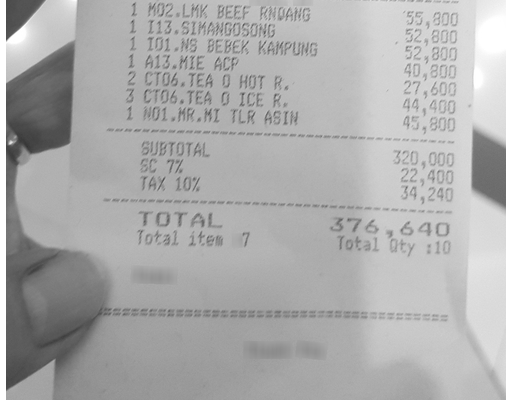 1 M02.LMK BEEF RNDANG 55,800
1 I13.SIMANGOSONG 52,800
1 I01.NS BEBEK KAMPUNG 52,800
1 A13.MIE ACP 40,800
2 CT06.TEA O HOT R. 27,600
3 CT06.TEA O ICE R. 44,400
1 N01.MR.MI TLR ASIN 45,800
SUBTOTAL 320,000
SC 7% 22,400
TAX 10% 34,240
TOTAL 376,640
Total item 7 Total Qty :10